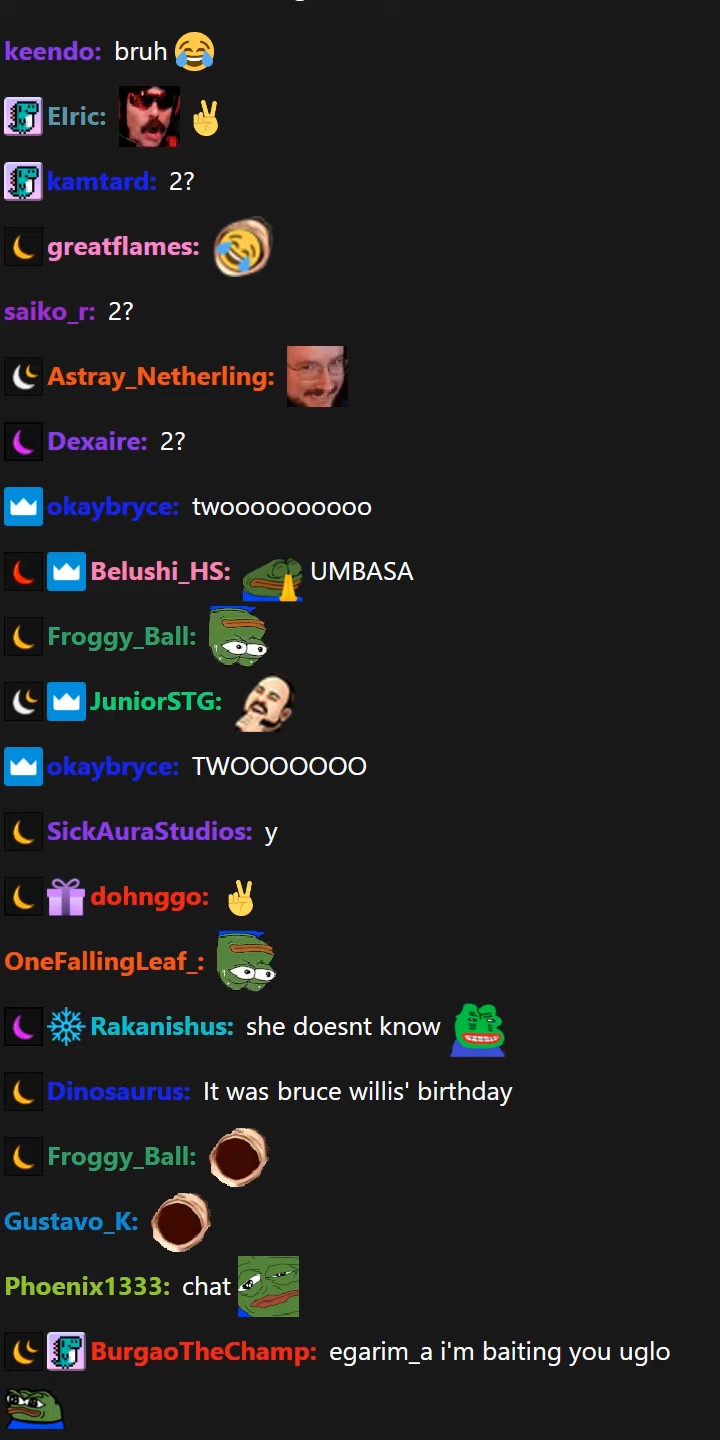 keendo: bruh 😂
Elric: ✌
kamtard: 2?
greatflames:
saiko_r: 2?
Astray_Netherling:
Dexaire: 2?
okaybryce: twoooooooooo
Belushi_HS: UMBASA
Froggy_Ball:
JuniorSTG:
okaybryce: TWOOOOOOO
SickAuraStudios: y
dohnggo: ✌
OneFallingLeaf_:
Rakanishus: she doesnt know
Dinosaurus: It was bruce willis' birthday
Froggy_Ball:
Gustavo_K:
Phoenix1333: chat
BurgaoTheChamp: egarim_a i'm baiting you uglo